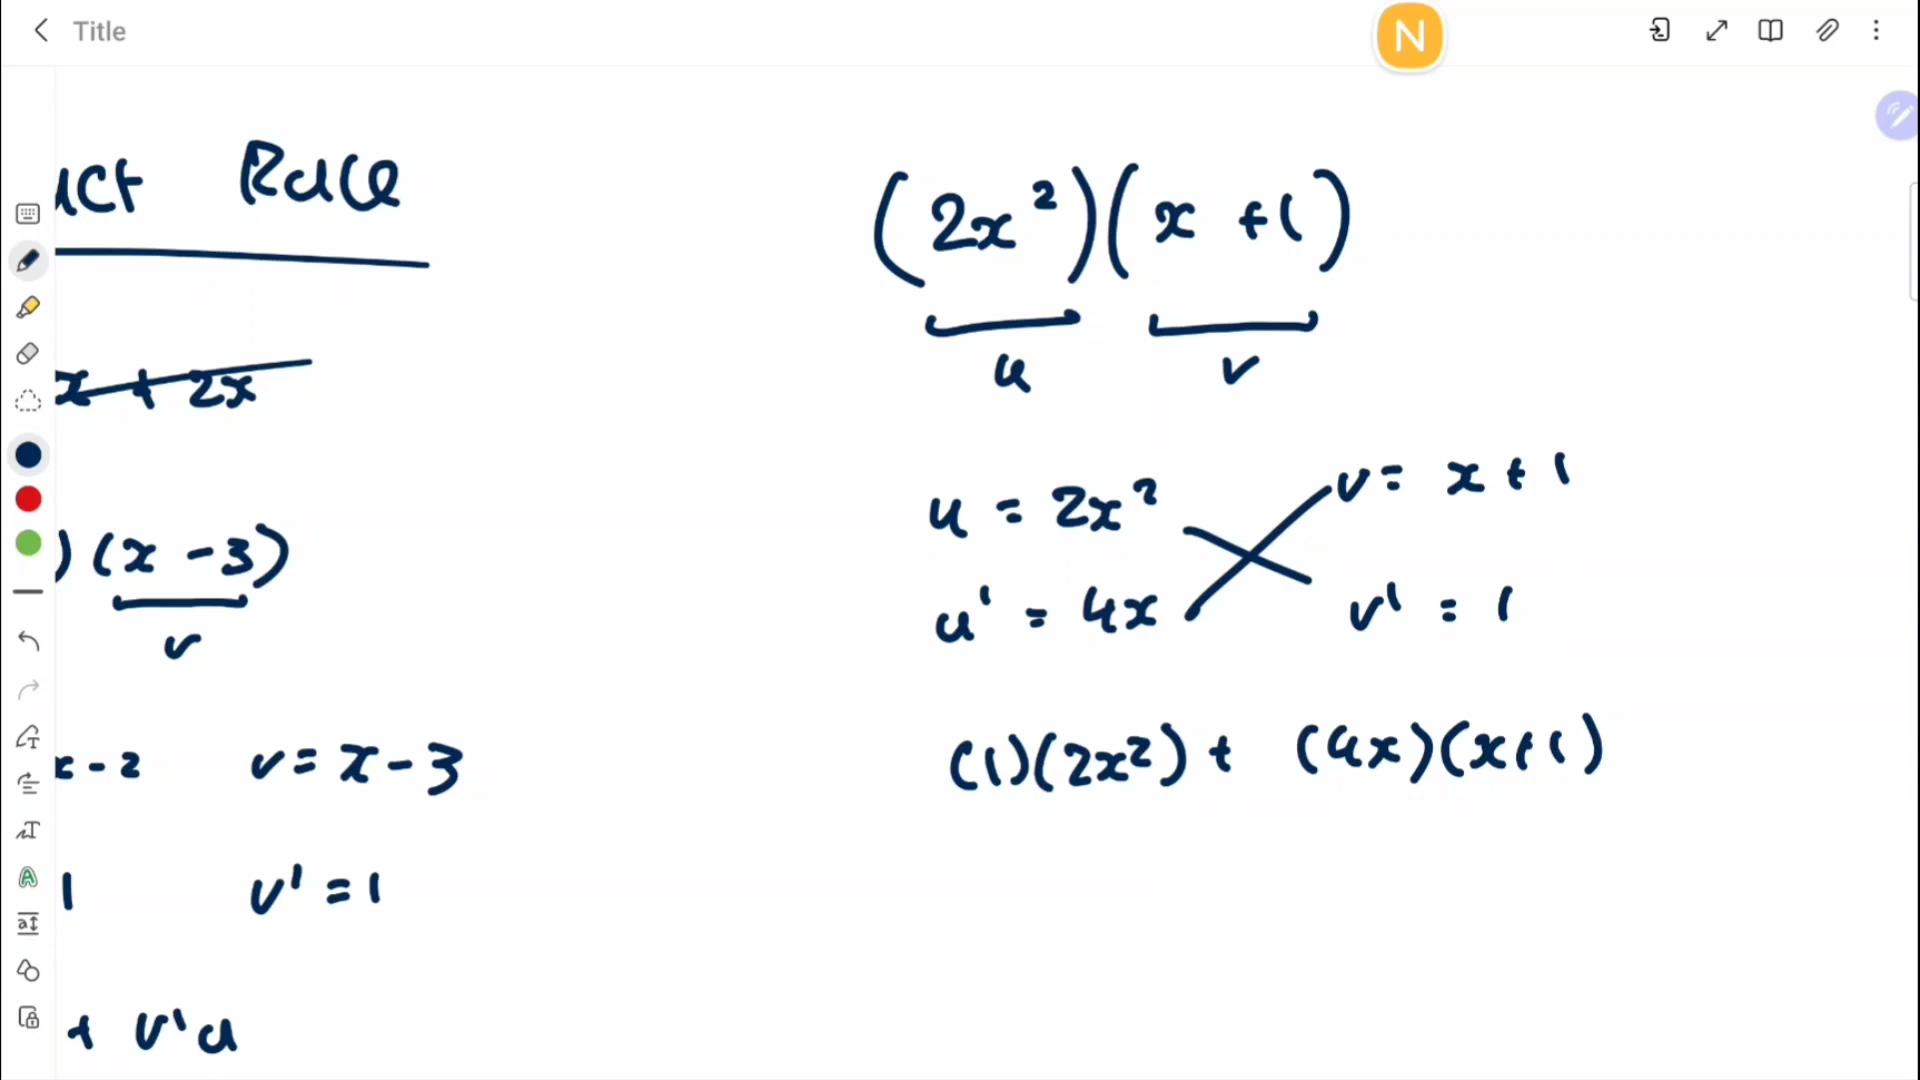 Title
N
uct Rule
x + 2x
) (x - 3)
v
x - 2 v = x - 3
1 v' = 1
+ v'u
(2x²)(x + 1)
u v
u = 2x² v = x + 1
u' = 4x v' = 1
(1)(2x²) + (4x)(x+1)